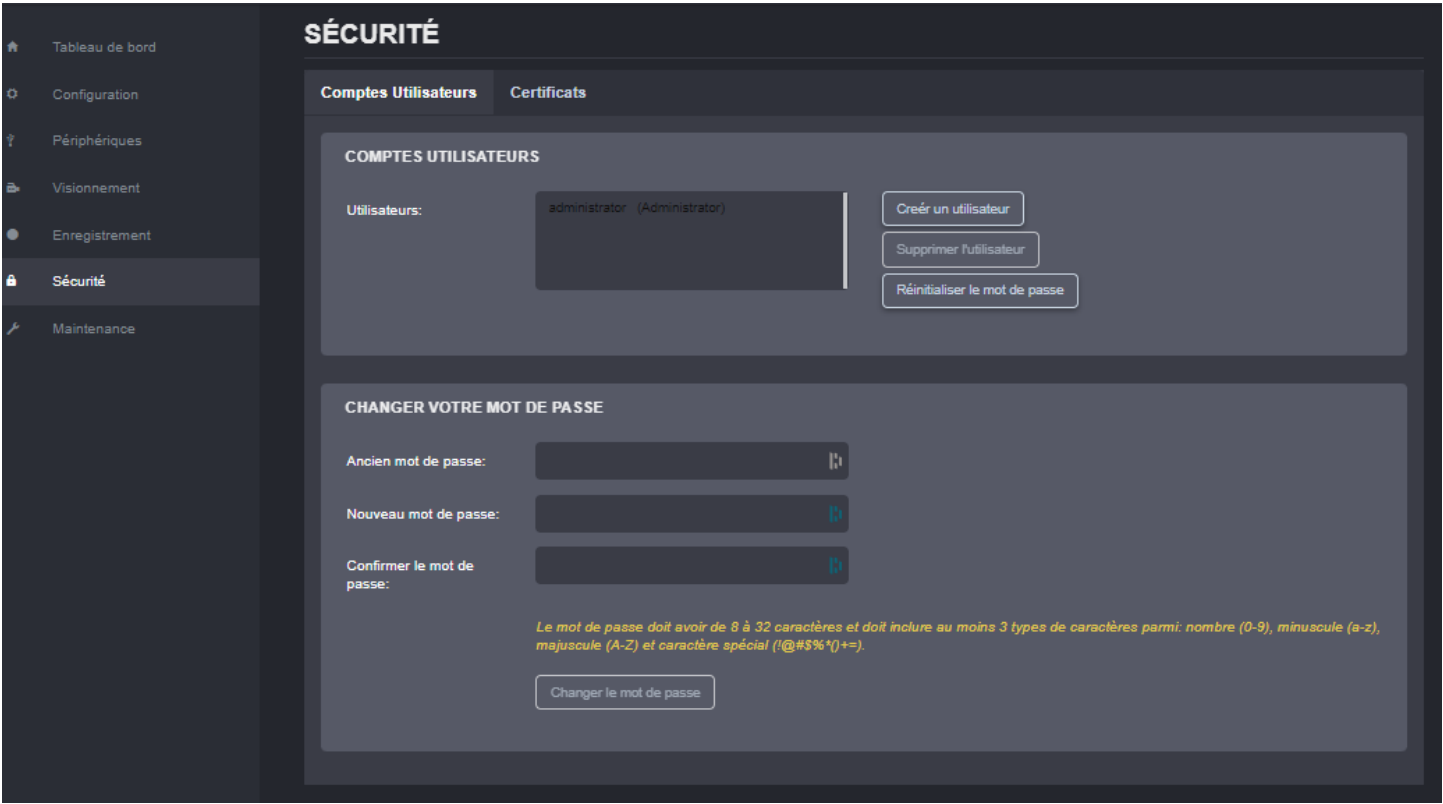 SÉCURITÉ
Tableau de bord
Configuration
Périphériques
Visionnement
Enregistrement
Sécurité
Maintenance
Comptes Utilisateurs
Certificats
COMPTES UTILISATEURS
Utilisateurs:
administrator (Administrator)
Creér un utilisateur
Supprimer l'utilisateur
Réinitialiser le mot de passe
CHANGER VOTRE MOT DE PASSE
Ancien mot de passe:
Nouveau mot de passe:
Confirmer le mot de
passe:
Le mot de passe doit avoir de 8 à 32 caractères et doit inclure au moins 3 types de caractères parmi: nombre (0-9), minuscule (a-z),
majuscule (A-Z) et caractère spécial (!@#$%*()+=).
Changer le mot de passe